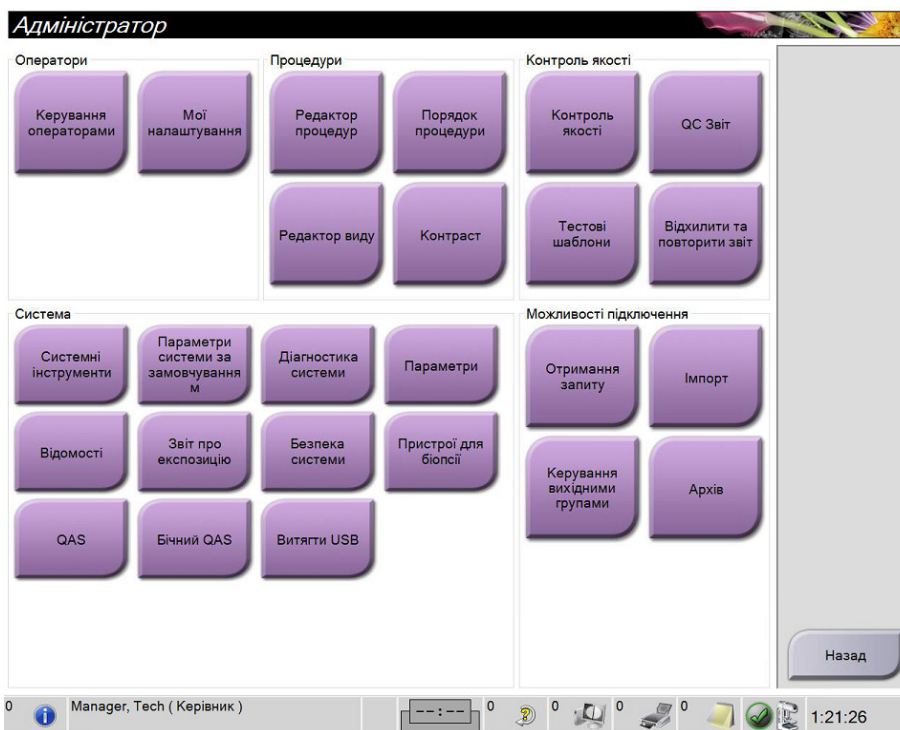 Адміністратор
Оператори
Керування
операторами
Мої
налаштування
Процедури
Редактор
процедур
Порядок
процедури
Редактор виду
Контраст
Контроль якості
Контроль
якості
QC Звіт
Тестові
шаблони
Відхилити та
повторити звіт
Система
Системні
інструменти
Параметри
системи за
замовчування
м
Діагностика
системи
Параметри
Відомості
Звіт про
експозицію
Безпека
системи
Пристрої для
біопсії
QAS
Бічний QAS
Витягти USB
Можливості підключення
Отримання
запиту
Імпорт
Керування
вихідними
групами
Архів
Назад
0 Manager, Tech ( Керівник ) --:-- 0 0 0 0 1:21:26